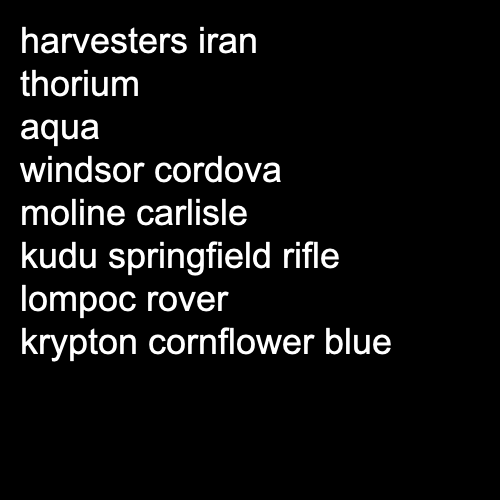 harvesters iran
thorium
aqua
windsor cordova
moline carlisle
kudu springfield rifle
lompoc rover
krypton cornflower blue